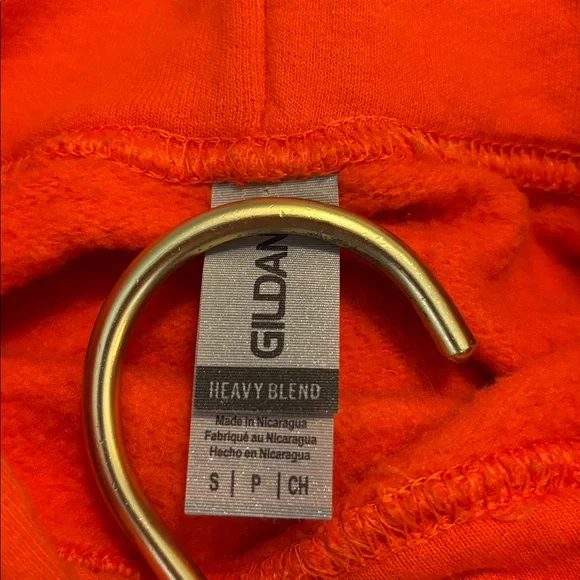 GILDAN
HEAVY BLEND
Made in Nicaragua
Fabriqué au Nicaragua
Hecho en Nicaragua
S | P | CH